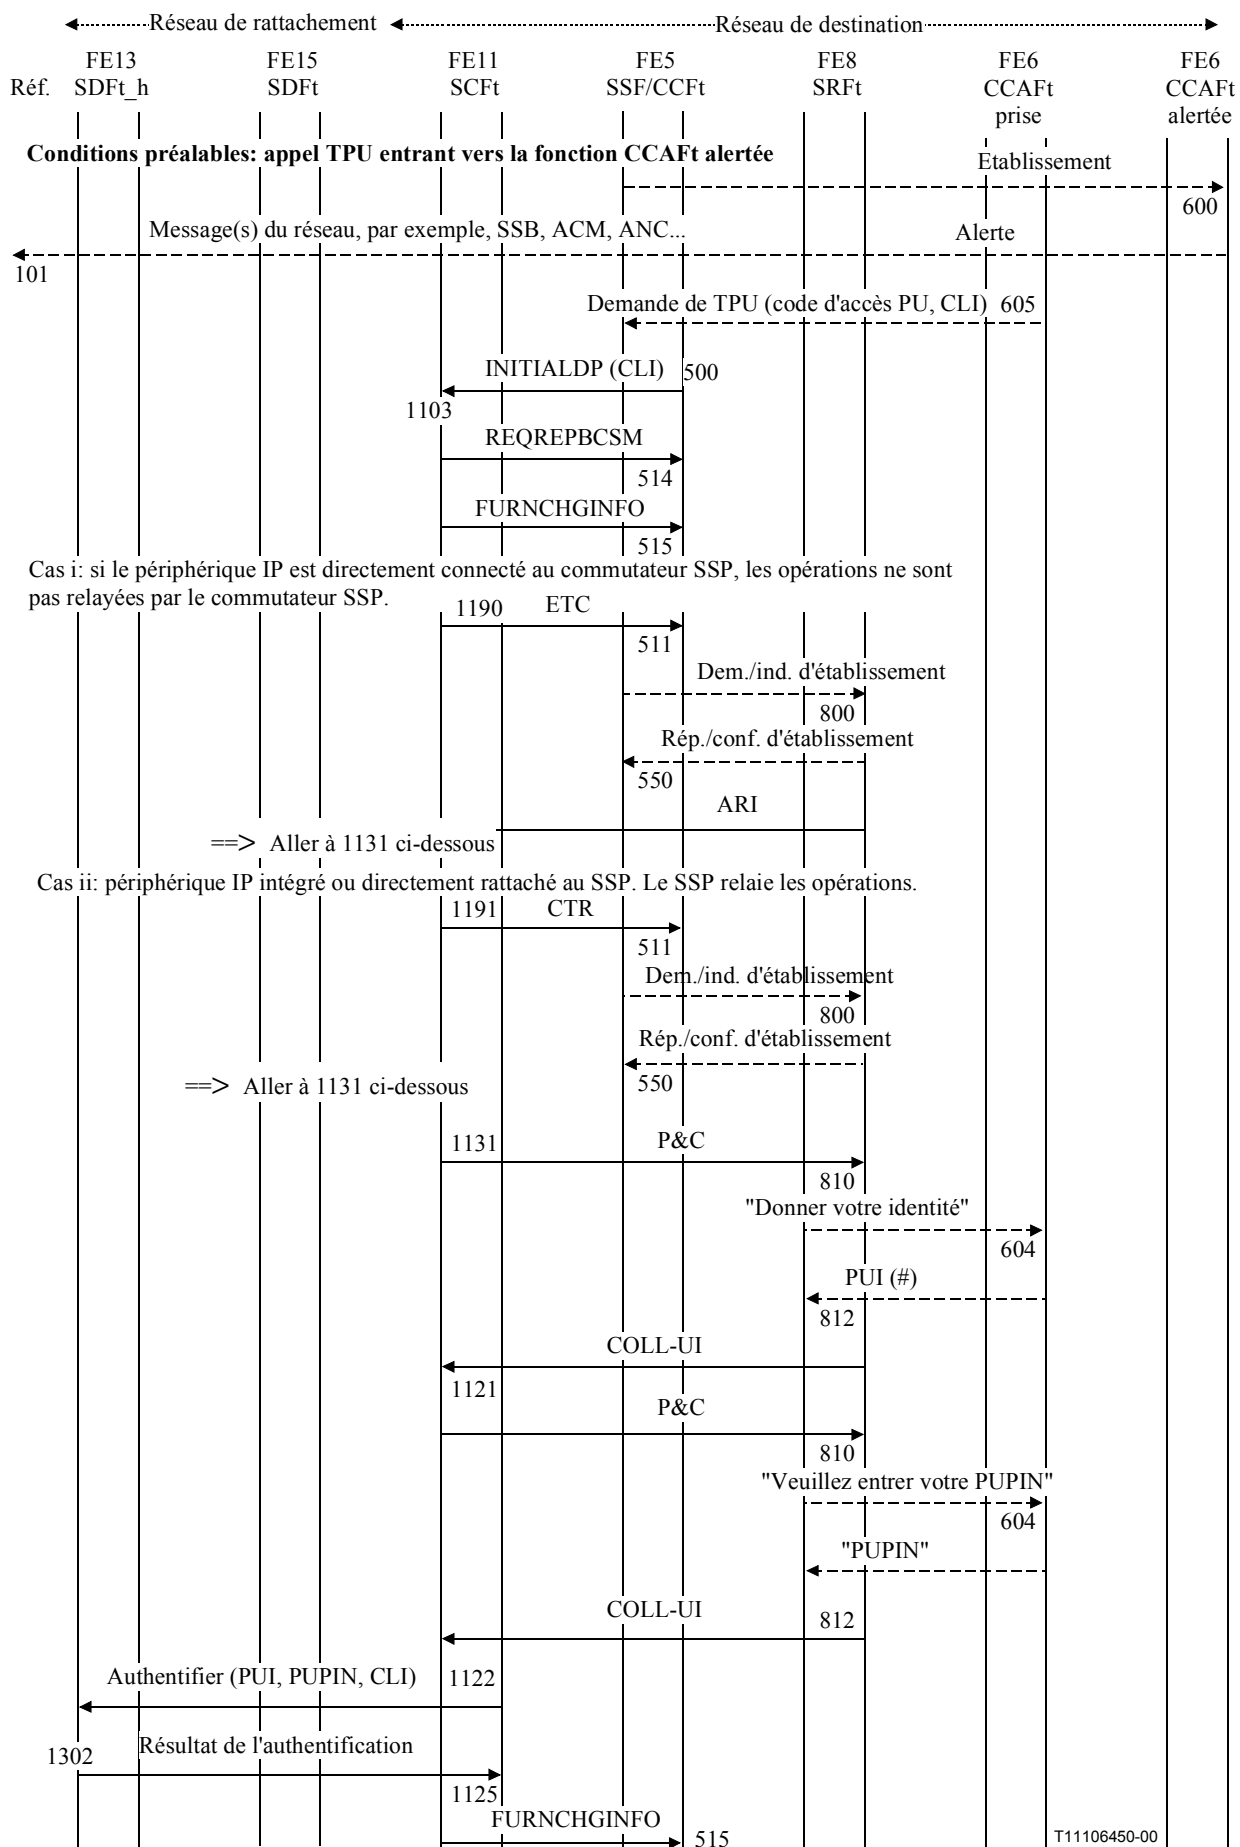 Réseau de rattachement Réseau de destination
FE13 FE15 FE11 FE5 FE8 FE6 FE6
Réf. SDFt_h SDFt SCFt SSF/CCFt SRFt CCAFt CCAFt
prise alertée
Conditions préalables: appel TPU entrant vers la fonction CCAFt alertée
Etablissement
600
Message(s) du réseau, par exemple, SSB, ACM, ANC... Alerte
101
Demande de TPU (code d'accès PU, CLI) 605
INITIALDP (CLI) 500
1103
REQREPBCSM
514
FURNCHGINFO
515
Cas i: si le périphérique IP est directement connecté au commutateur SSP, les opérations ne sont
pas relayées par le commutateur SSP.
1190 ETC
511
Dem./ind. d'établissement
800
Rép./conf. d'établissement
550
ARI
==> Aller à 1131 ci-dessous
Cas ii: périphérique IP intégré ou directement rattaché au SSP. Le SSP relaie les opérations.
1191 CTR
511
Dem./ind. d'établissement
800
Rép./conf. d'établissement
550
==> Aller à 1131 ci-dessous
1131 P&C
810
"Donner votre identité"
604
PUI (#)
812
COLL-UI
1121
P&C
810
"Veuillez entrer votre PUPIN"
604
"PUPIN"
COLL-UI 812
Authentifier (PUI, PUPIN, CLI) 1122
1302 Résultat de l'authentification
1125
FURNCHGINFO
515
T11106450-00